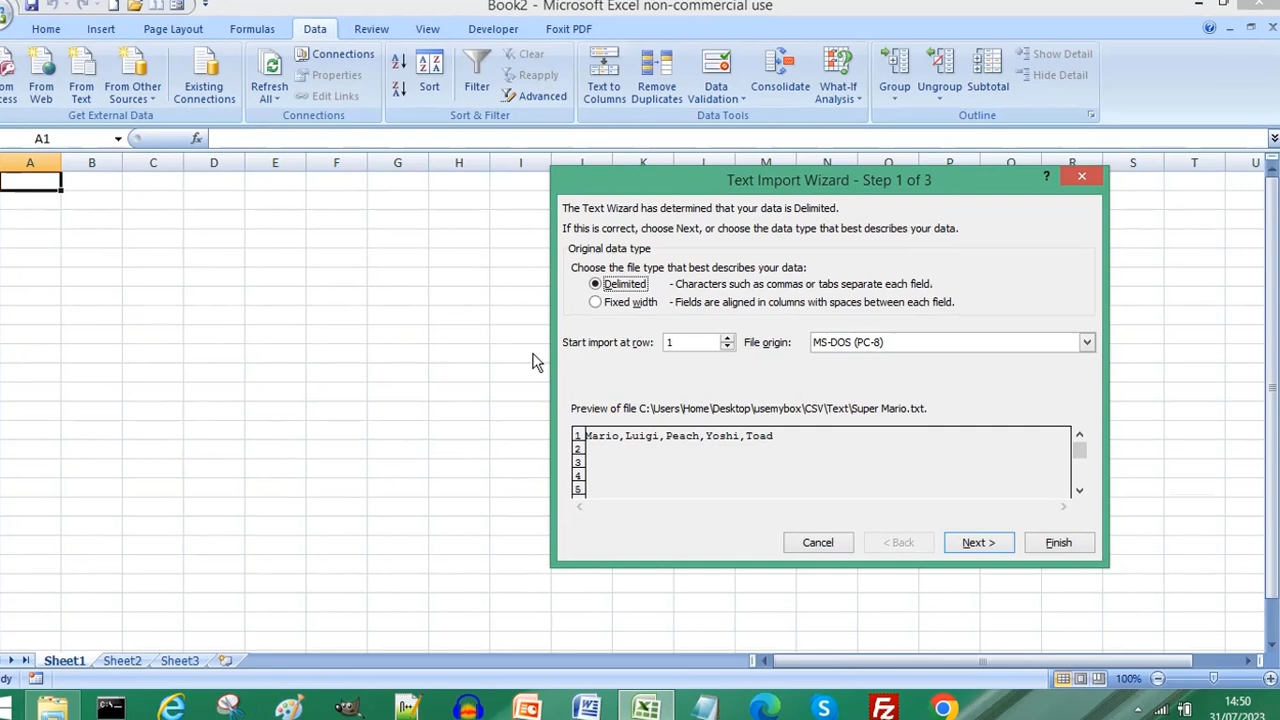 Book2 - Microsoft Excel non-commercial use
Home Insert Page Layout Formulas Data Review View Developer Foxit PDF
From Web
From Text
From Other Sources
Existing Connections
Refresh All
Connections
Properties
Edit Links
Sort
Filter
Clear
Reapply
Advanced
Text to Columns
Remove Duplicates
Data Validation
Consolidate
What-If Analysis
Group
Ungroup
Subtotal
Show Detail
Hide Detail
Get External Data Connections Sort & Filter Data Tools Outline
A1 fx
A B C D E F G H I J K L M N O P Q R S T U
Text Import Wizard - Step 1 of 3 ?
The Text Wizard has determined that your data is Delimited.
If this is correct, choose Next, or choose the data type that best describes your data.
Original data type
Choose the file type that best describes your data:
Delimited - Characters such as commas or tabs separate each field.
Fixed width - Fields are aligned in columns with spaces between each field.
Start import at row: 1 File origin: MS-DOS (PC-8)
Preview of file C:\Users\Home\Desktop\usemybox\CSV\Text\Super Mario.txt.
1 Mario,Luigi,Peach,Yoshi,Toad
2
3
4
5
Cancel < Back Next > Finish
Sheet1 Sheet2 Sheet3
100%
14:50
31/07/2023